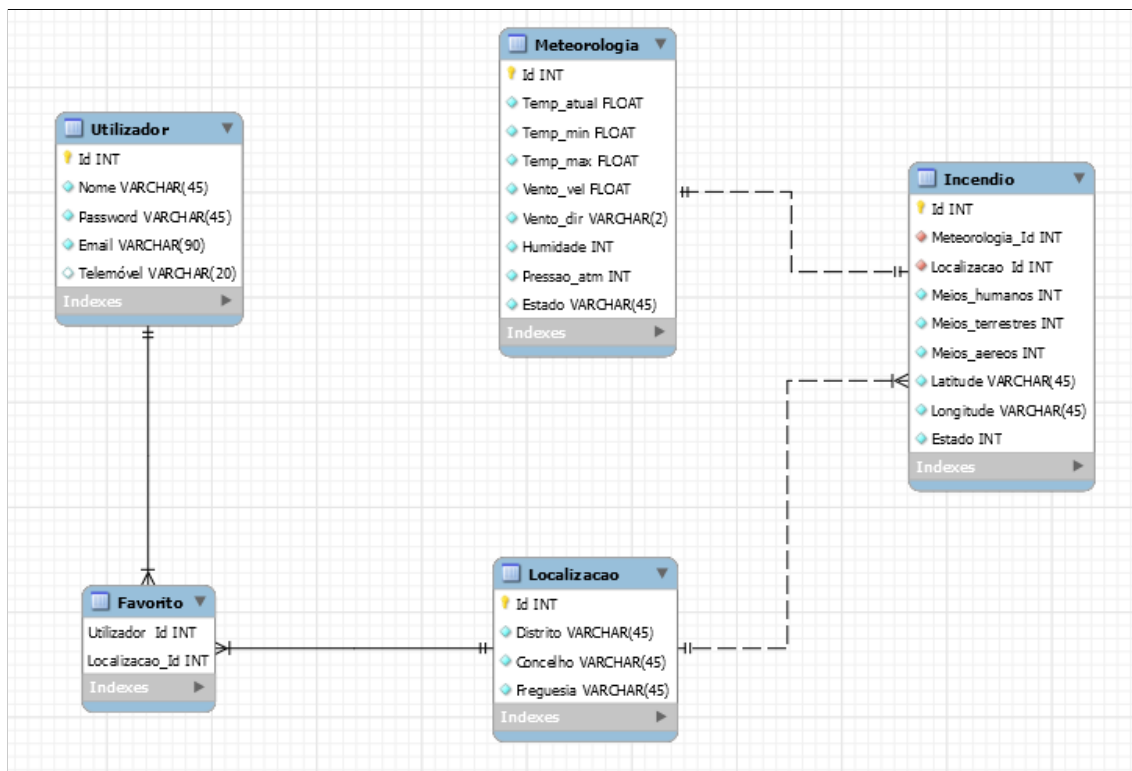 Meteorologia
Id INT
Temp_atual FLOAT
Temp_min FLOAT
Temp_max FLOAT
Vento_vel FLOAT
Vento_dir VARCHAR(2)
Humidade INT
Pressao_atm INT
Estado VARCHAR(45)
Indexes
Utilizador
Id INT
Nome VARCHAR(45)
Password VARCHAR(45)
Email VARCHAR(90)
Telemóvel VARCHAR(20)
Indexes
Incendio
Id INT
Meteorologia_Id INT
Localizacao_Id INT
Meios_humanos INT
Meios_terrestres INT
Meios_aereos INT
Latitude VARCHAR(45)
Longitude VARCHAR(45)
Estado INT
Indexes
Favorito
Utilizador_Id INT
Localizacao_Id INT
Indexes
Localizacao
Id INT
Distrito VARCHAR(45)
Concelho VARCHAR(45)
Freguesia VARCHAR(45)
Indexes